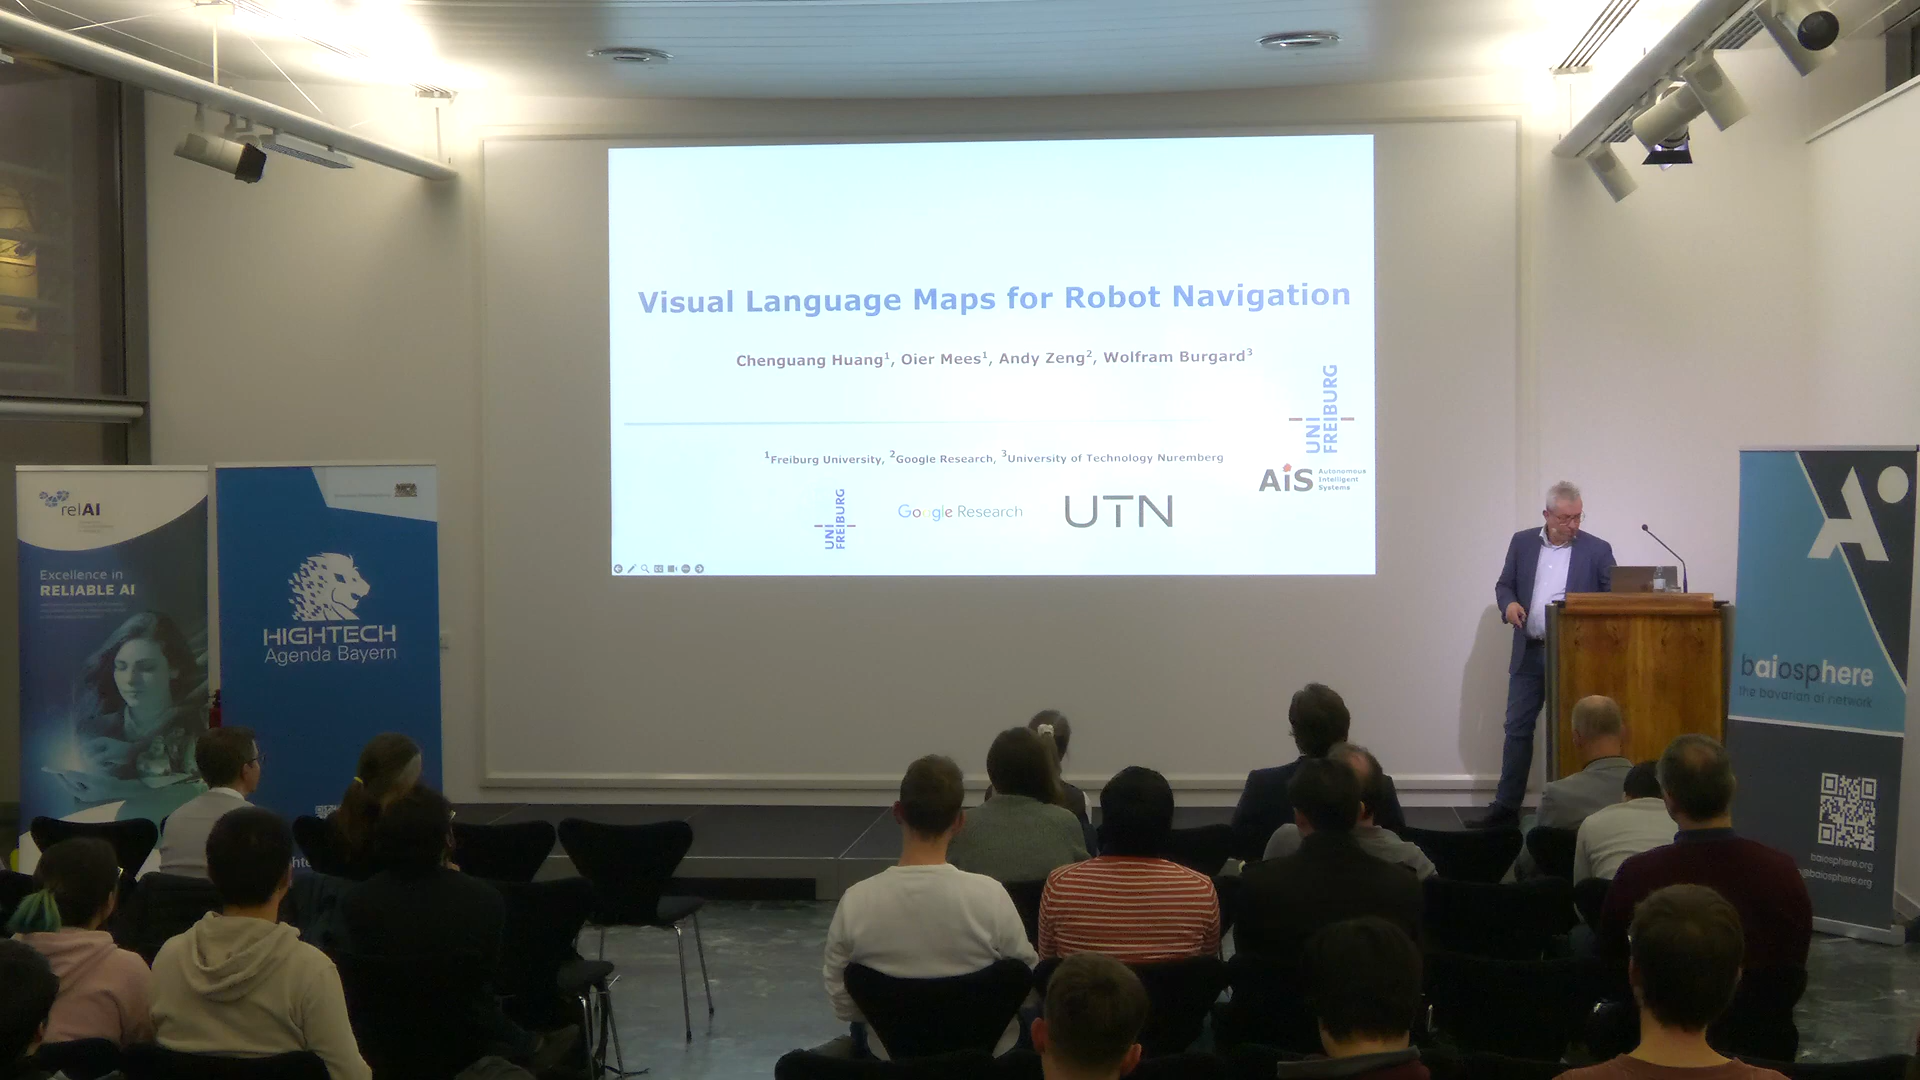 Visual Language Maps for Robot Navigation
Chenguang Huang¹, Oier Mees¹, Andy Zeng², Wolfram Burgard³
UNI
FREIBURG
¹Freiburg University, ²Google Research, ³University of Technology Nuremberg
AiS Autonomous
Intelligent
Systems
UNI
FREIBURG
Google Research
UTN
relAI
Excellence in
RELIABLE AI
HIGHTECH
Agenda Bayern
baiosphere
the bavarian ai network
baiosphere.org
@baiosphere.org